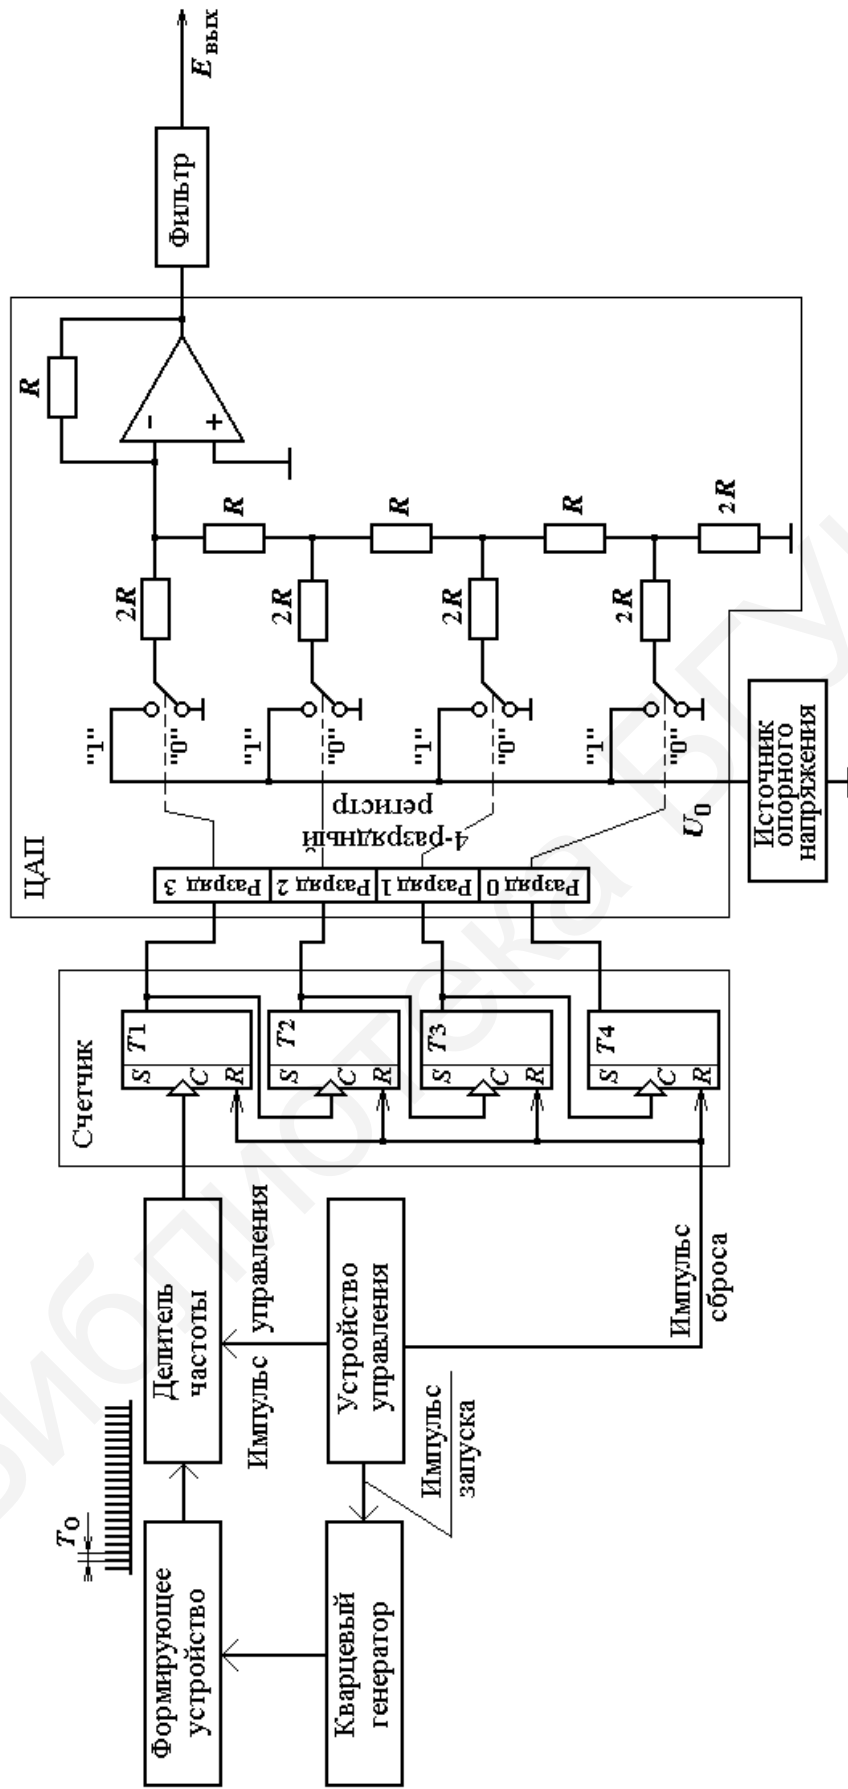 Формирующее
устройство
T₀
Кварцевый
генератор
Делитель
частоты
Импульс управления
Устройство
управления
Импульс
запуска
Импульс
сброса
Счетчик
S T1
C
R
S T2
C
R
S T3
C
R
S T4
C
R
ЦАП
Разряд 3
Разряд 2
Разряд 1
Разряд 0
4-разрядный
регистр
"1"
"0"
"1"
"0"
"1"
"0"
"1"
"0"
U₀
Источник
опорного
напряжения
2R
2R
2R
2R
R
R
R
2R
R
-
+
Фильтр
Eвых
библиотека БГУ